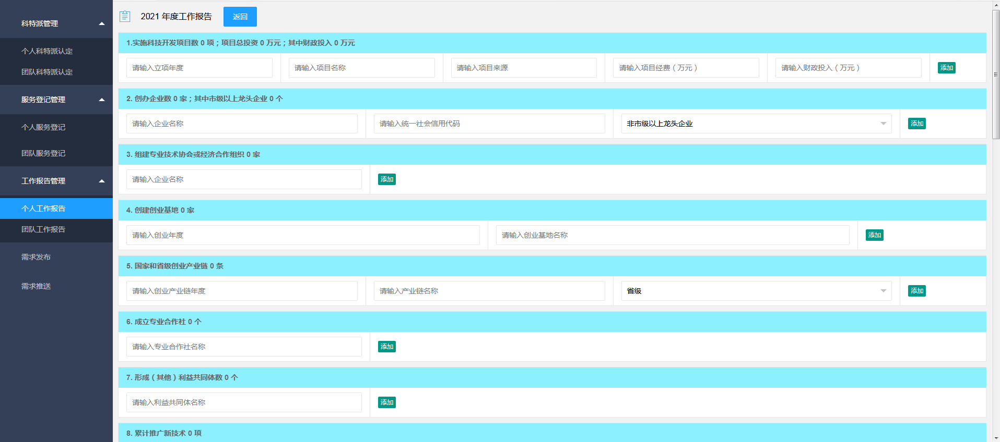 科特派管理
个人科特派认定
团队科特派认定
服务登记管理
个人服务登记
团队服务登记
工作报告管理
个人工作报告
团队工作报告
需求发布
需求推送
2021 年度工作报告 返回
1.实施科技开发项目数 0 项；项目总投资 0 万元；其中财政投入 0 万元
请输入立项年度 请输入项目名称 请输入项目来源 请输入项目经费（万元） 请输入财政投入（万元） 添加
2. 创办企业数 0 家；其中市级以上龙头企业 0 个
请输入企业名称 请输入统一社会信用代码 非市级以上龙头企业 添加
3. 组建专业技术协会或经济合作组织 0 家
请输入企业名称 添加
4. 创建创业基地 0 家
请输入创业年度 请输入创业基地名称 添加
5. 国家和省级创业产业链 0 条
请输入创业产业链年度 请输入产业链名称 省级 添加
6. 成立专业合作社 0 个
请输入专业合作社名称 添加
7. 形成（其他）利益共同体数 0 个
请输入利益共同体名称 添加
8. 累计推广新技术 0 项